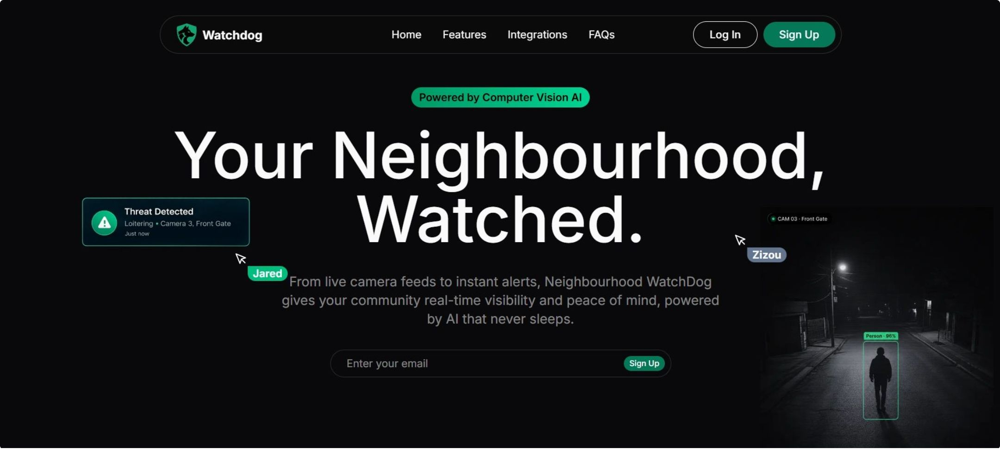 Watchdog
Home
Features
Integrations
FAQs
Log In
Sign Up
Powered by Computer Vision AI
Your Neighbourhood,
Watched.
Threat Detected
Loitering • Camera 3, Front Gate
Just now
Jared
CAM 03 · Front Gate
Zizou
From live camera feeds to instant alerts, Neighbourhood WatchDog
gives your community real-time visibility and peace of mind, powered
by AI that never sleeps.
Person · 96%
Enter your email
Sign Up